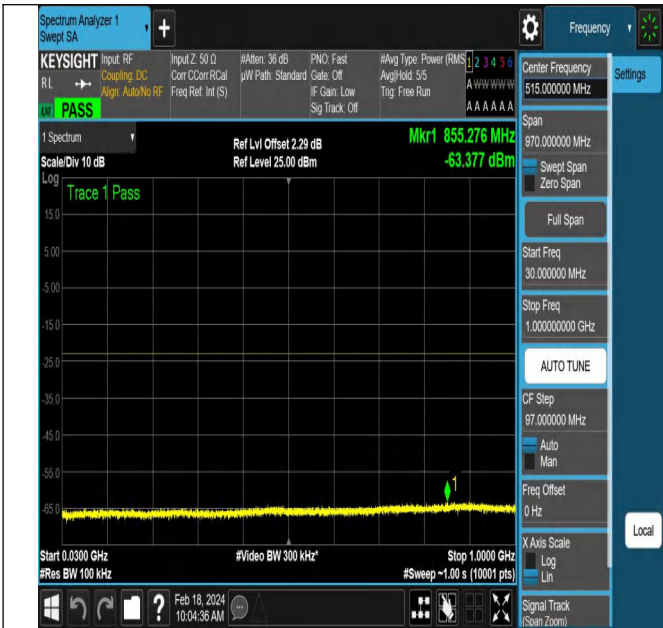 Spectrum Analyzer 1
Swept SA
Frequency
KEYSIGHT
RL
PASS
Input: RF
Coupling: DC
Align: Auto/No RF
Input Z: 50 Ω
Corr CCorr RCal
Freq Ref: Int (S)
#Atten: 36 dB
µW Path: Standard
PNO: Fast
Gate: Off
IF Gain: Low
Sig Track: Off
#Avg Type: Power (RMS
Avg|Hold: 5/5
Trig: Free Run
1 2 3 4 5 6
A W W W W W
A A A A A A
1 Spectrum
Scale/Div 10 dB
Log
Ref Lvl Offset 2.29 dB
Ref Level 25.00 dBm
Mkr1 855.276 MHz
-63.377 dBm
Trace 1 Pass
15.0
5.00
-5.00
-15.0
-25.0
-35.0
-45.0
-55.0
-65.0
1
Start 0.0300 GHz
#Res BW 100 kHz
#Video BW 300 kHz*
Stop 1.0000 GHz
#Sweep ~1.00 s (10001 pts)
Feb 18, 2024
10:04:36 AM
Center Frequency
515.000000 MHz
Settings
Span
970.000000 MHz
Swept Span
Zero Span
Full Span
Start Freq
30.000000 MHz
Stop Freq
1.000000000 GHz
AUTO TUNE
CF Step
97.000000 MHz
Auto
Man
Freq Offset
0 Hz
Local
X Axis Scale
Log
Lin
Signal Track
(Span Zoom)